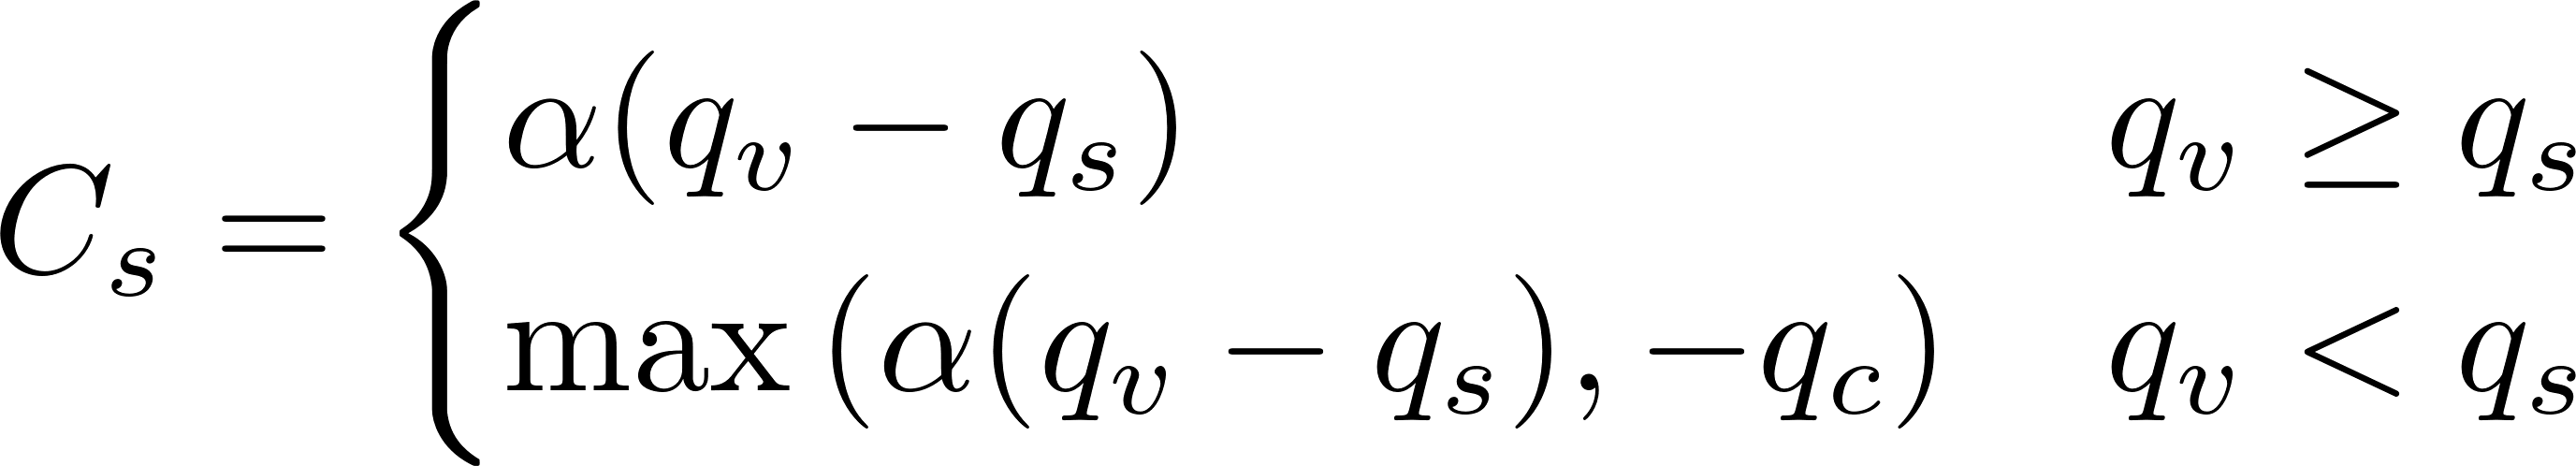 C_s = { α(q_v − q_s)    q_v ≥ q_s
max (α(q_v − q_s), −q_c)    q_v < q_s